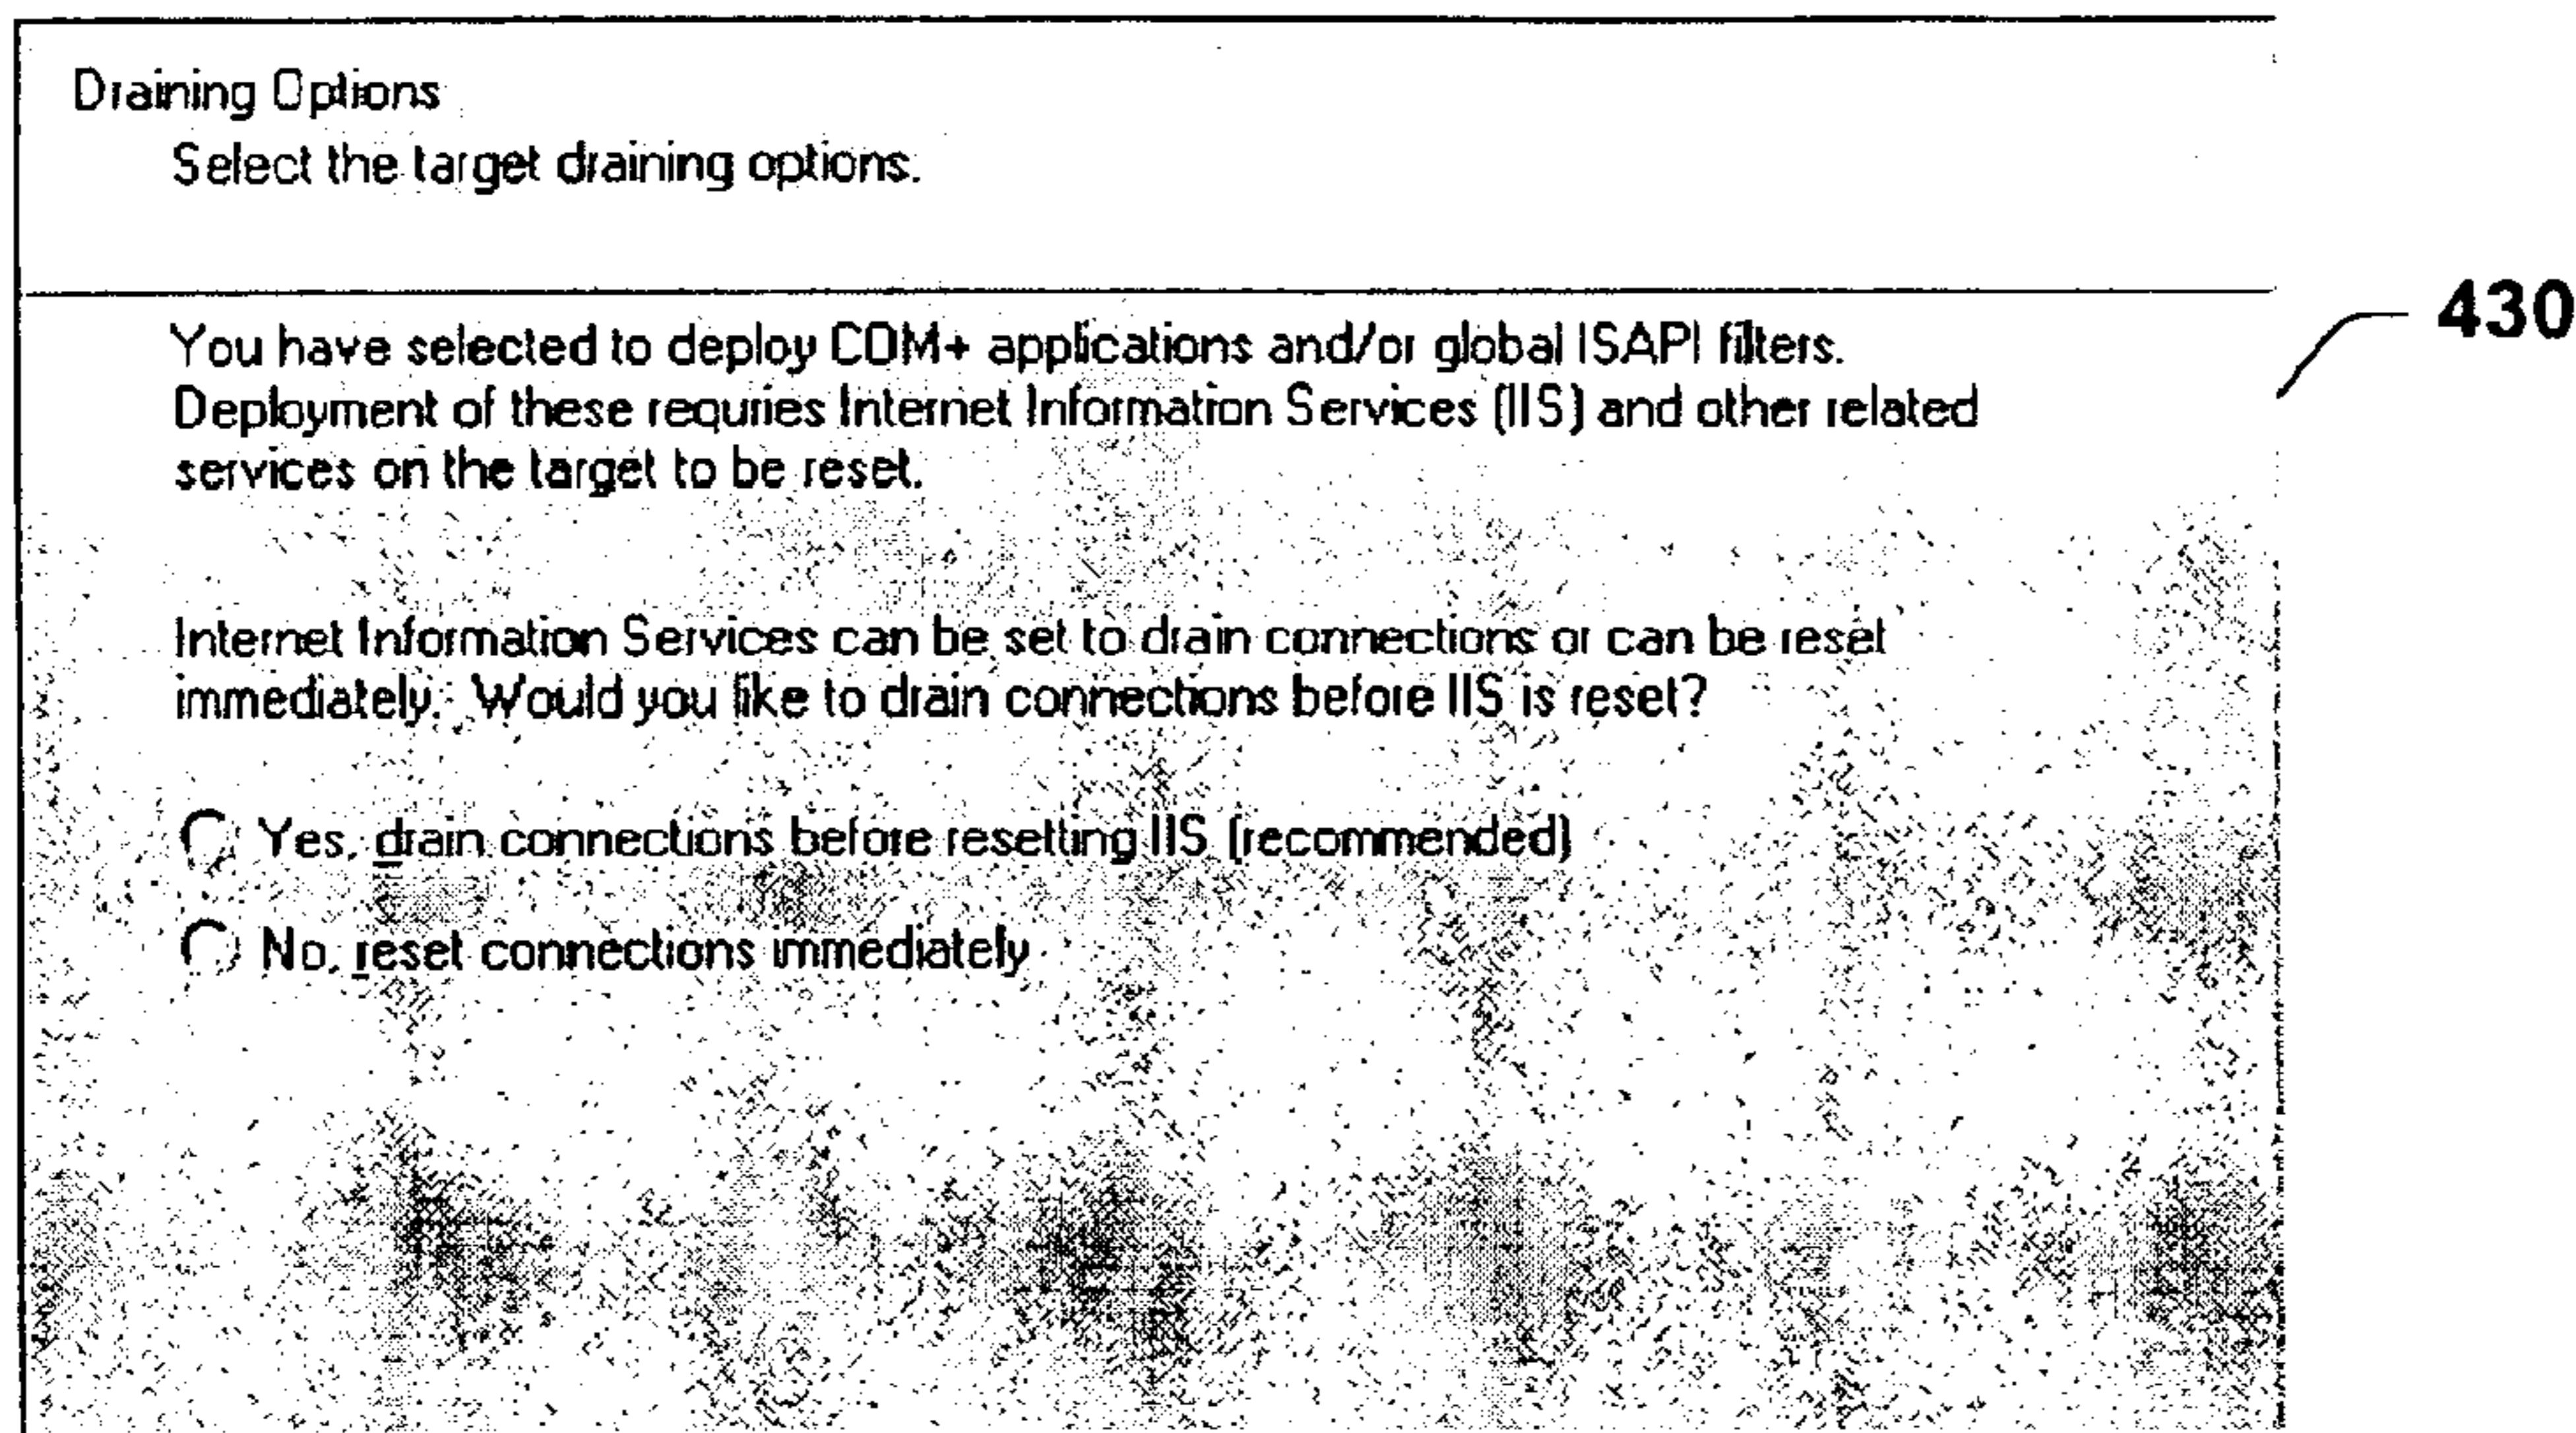 Draining Options
Select the target draining options.
430
You have selected to deploy COM+ applications and/or global ISAPI filters.
Deployment of these requries Internet Information Services (IIS) and other related
services on the target to be reset.
Internet Information Services can be set to drain connections or can be reset
immediately. Would you like to drain connections before IIS is reset?
Yes, drain connections before resetting IIS (recommended)
No, reset connections immediately